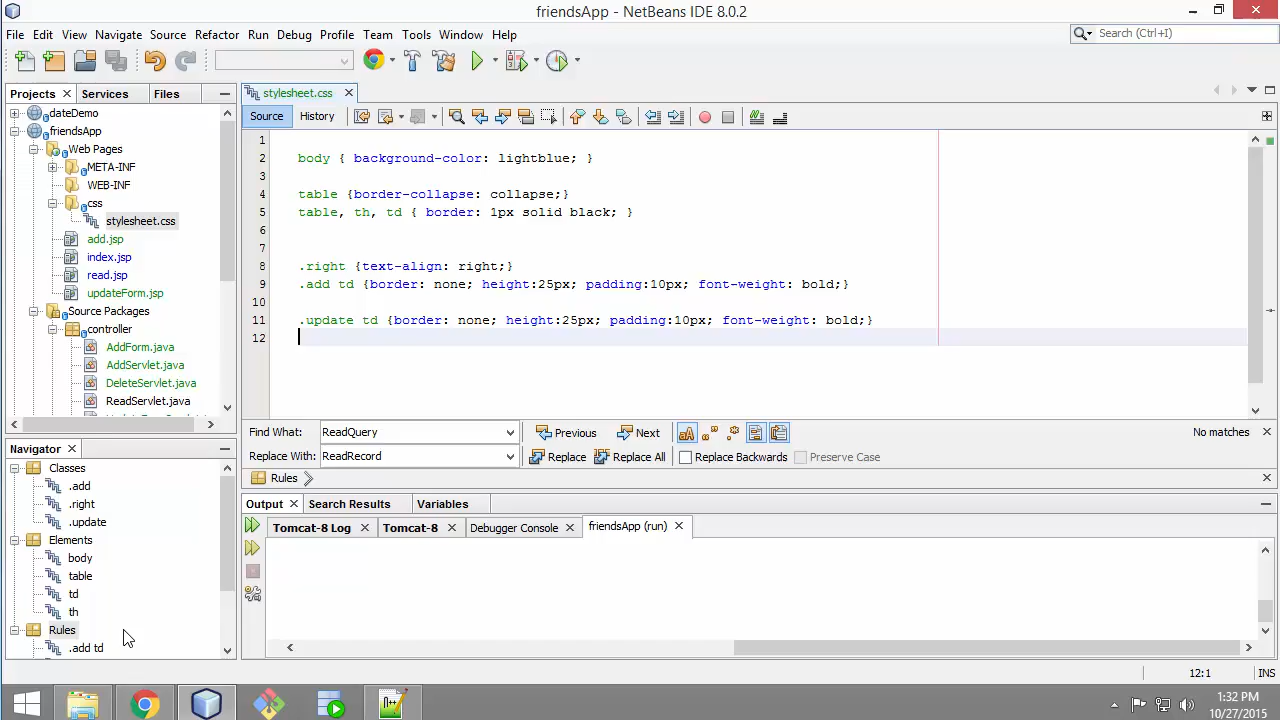 friendsApp - NetBeans IDE 8.0.2
File Edit View Navigate Source Refactor Run Debug Profile Team Tools Window Help
Search (Ctrl+I)
Projects Services Files
stylesheet.css
dateDemo
friendsApp
Web Pages
META-INF
WEB-INF
css
stylesheet.css
add.jsp
index.jsp
read.jsp
updateForm.jsp
Source Packages
controller
AddForm.java
AddServlet.java
DeleteServlet.java
ReadServlet.java
Source History
1
2 body { background-color: lightblue; }
3
4 table {border-collapse: collapse;}
5 table, th, td { border: 1px solid black; }
6
7
8 .right {text-align: right;}
9 .add td {border: none; height:25px; padding:10px; font-weight: bold;}
10
11 .update td {border: none; height:25px; padding:10px; font-weight: bold;}
12
Find What: ReadQuery Previous Next No matches
Replace With: ReadRecord Replace Replace All Replace Backwards Preserve Case
Rules
Navigator
Classes
.add
.right
.update
Elements
body
table
td
th
Rules
.add td
Output Search Results Variables
Tomcat-8 Log Tomcat-8 Debugger Console friendsApp (run)
12:1 INS
1:32 PM
10/27/2015